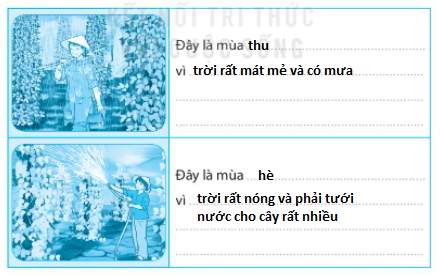 KẾT NỐI TRI THỨC
CUỘC SỐNG
Đây là mùa thu
vì trời rất mát mẻ và có mưa
Đây là mùa hè
vì trời rất nóng và phải tưới
nước cho cây rất nhiều